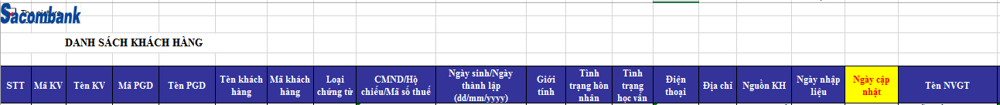 The picture
Sacombank
DANH SÁCH KHÁCH HÀNG
STT
Mã KV
Tên KV
Mã PGD
Tên PGD
Tên khách
hàng
Mã khách
hàng
Loại
chứng từ
CMND/Hộ
chiếu/Mã số thuế
Ngày sinh/Ngày
thành lập
(dd/mm/yyyy)
Giới
tính
Tình
trạng hôn
nhân
Tình
trạng
học vấn
Điện
thoại
Địa chỉ
Nguồn KH
Ngày nhập
liệu
Ngày cập
nhật
Tên NVGT